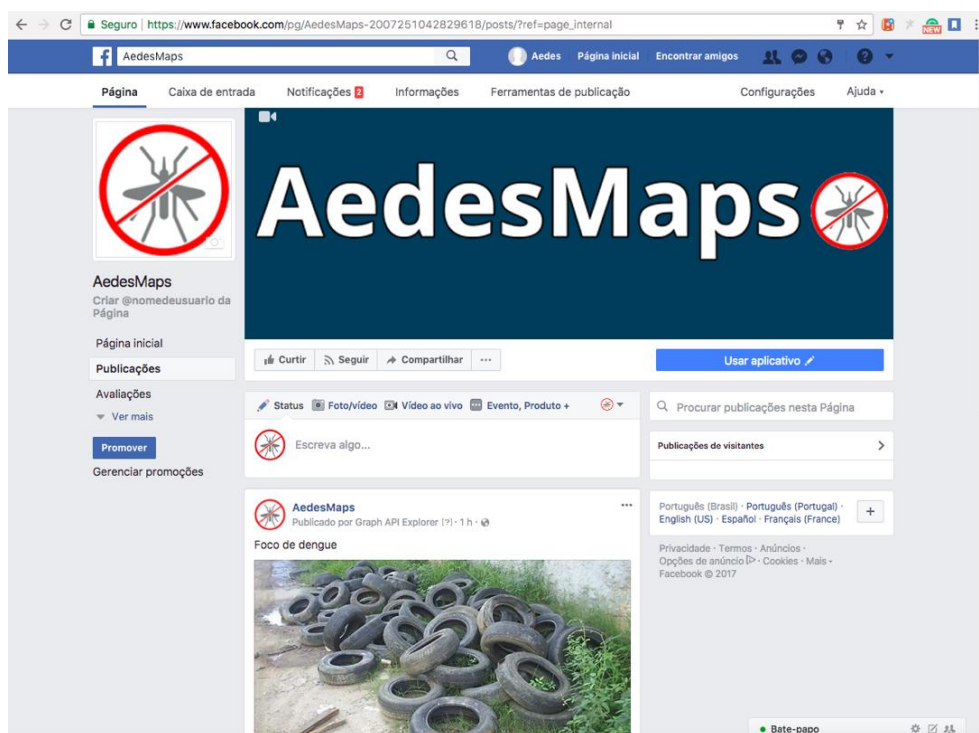 Seguro | https://www.facebook.com/pg/AedesMaps-2007251042829618/posts/?ref=page_internal
NEW
AedesMaps
Aedes Página inicial Encontrar amigos
Página Caixa de entrada Notificações 2 Informações Ferramentas de publicação Configurações Ajuda
AedesMaps
AedesMaps
Criar @nomedeusuario da
Página
Página inicial
Publicações
Avaliações
Ver mais
Promover
Gerenciar promoções
Curtir Seguir Compartilhar ... Usar aplicativo
Status Foto/vídeo Vídeo ao vivo Evento, Produto +
Escreva algo...
AedesMaps
Publicado por Graph API Explorer [?] · 1 h ·
Foco de dengue
Procurar publicações nesta Página
Publicações de visitantes
Português (Brasil) · Português (Portugal) ·
English (US) · Español · Français (France)
+
Privacidade · Termos · Anúncios ·
Opções de anúncio · Cookies · Mais
Facebook © 2017
Bate-papo